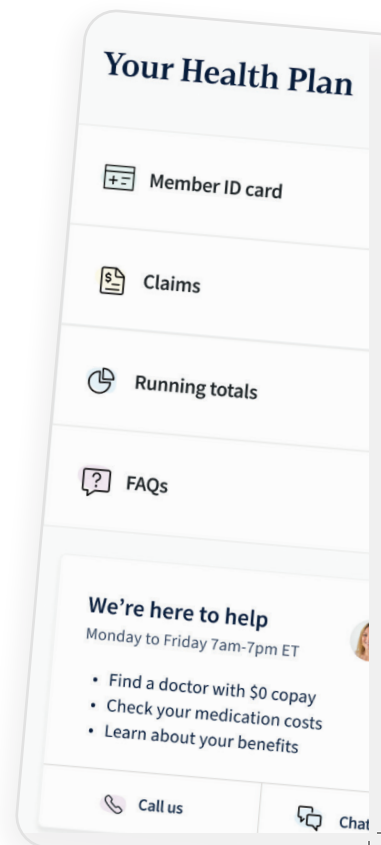 Your Health Plan
Member ID card
Claims
Running totals
FAQs
We’re here to help
Monday to Friday 7am-7pm ET
• Find a doctor with $0 copay
• Check your medication costs
• Learn about your benefits
Call us
Chat